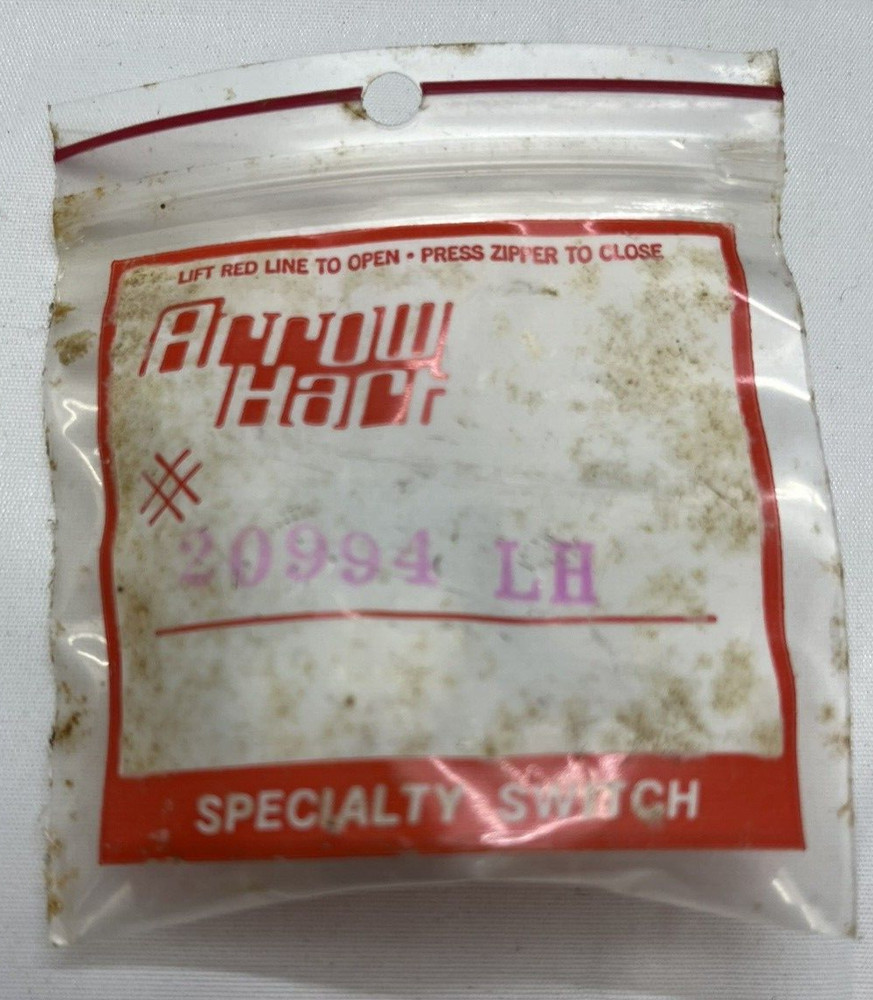 LIFT RED LINE TO OPEN • PRESS ZIPPER TO CLOSE
Arrow
Hart
#
20994 LH
SPECIALTY SWITCH